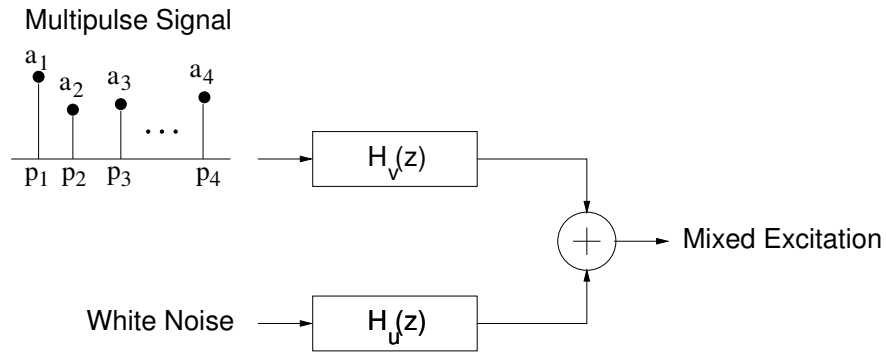 Multipulse Signal
a1 a2 a3 a4
...
p1 p2 p3 p4
Hv(z)
+
Mixed Excitation
White Noise
Hu(z)